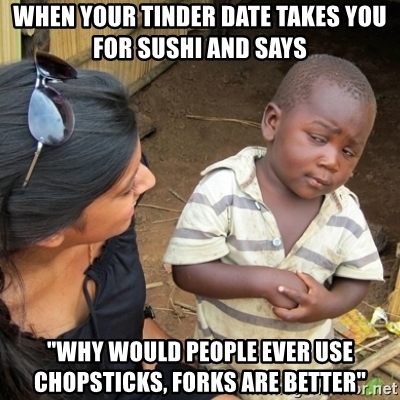 WHEN YOUR TINDER DATE TAKES YOU
FOR SUSHI AND SAYS
"WHY WOULD PEOPLE EVER USE
CHOPSTICKS, FORKS ARE BETTER"